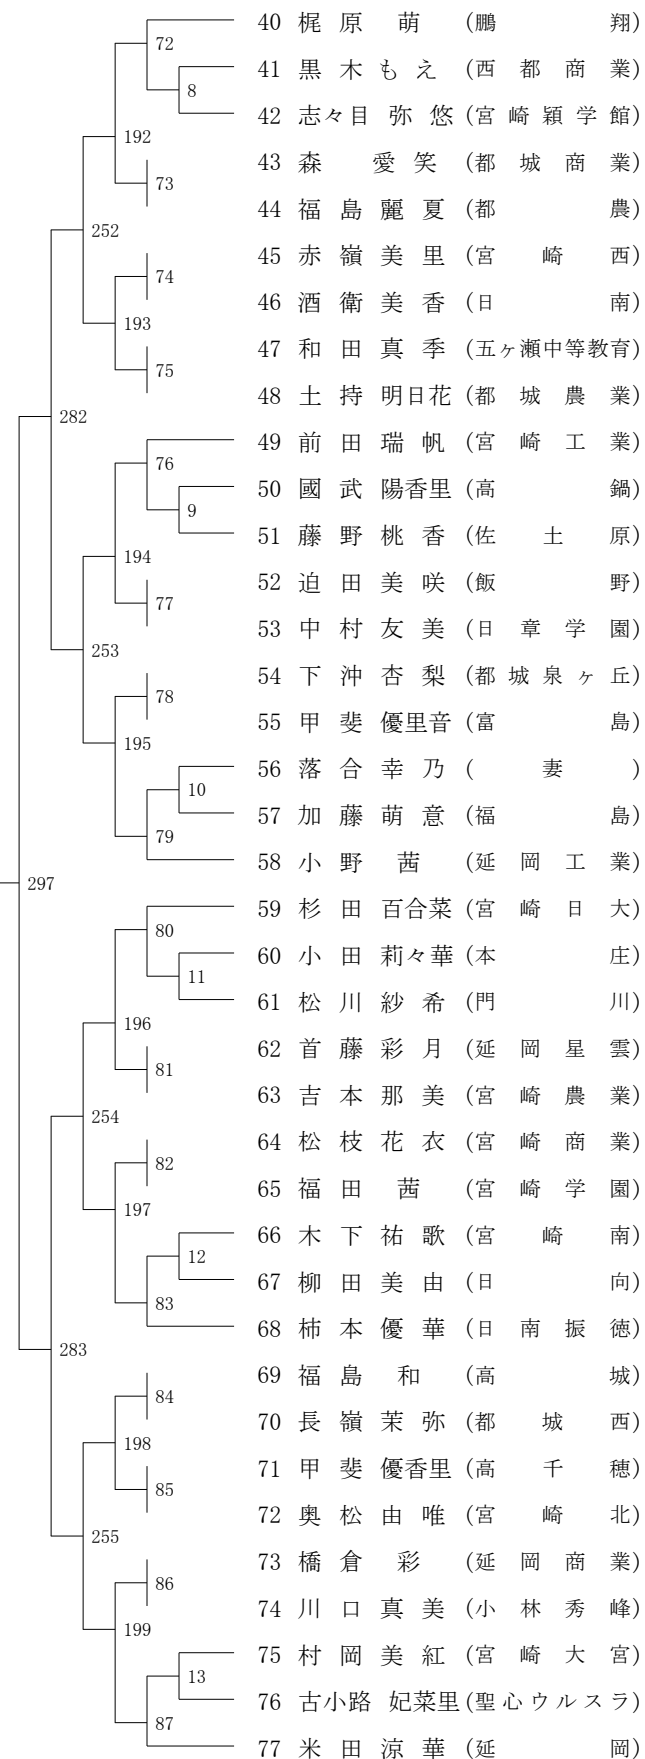 40 梶原 萌 (鵬翔)
72
41 黒木もえ (西都商業)
8
42 志々目 弥悠 (宮崎穎学館)
192
43 森 愛笑 (都城商業)
73
44 福島麗夏 (都農)
252
45 赤嶺美里 (宮崎西)
74
46 酒衛美香 (日南)
193
47 和田真季 (五ヶ瀬中等教育)
75
48 土持明日花 (都城農業)
282
49 前田瑞帆 (宮崎工業)
76
50 國武陽香里 (高鍋)
9
51 藤野桃香 (佐土原)
194
52 迫田美咲 (飯野)
77
53 中村友美 (日章学園)
253
54 下沖杏梨 (都城泉ヶ丘)
78
55 甲斐優里音 (富島)
195
56 落合幸乃 (妻)
10
57 加藤萌意 (福島)
79
58 小野 茜 (延岡工業)
297
59 杉田百合菜 (宮崎日大)
80
60 小田莉々華 (本庄)
11
61 松川紗希 (門川)
196
62 首藤彩月 (延岡星雲)
81
63 吉本那美 (宮崎農業)
254
64 松枝花衣 (宮崎商業)
82
65 福田 茜 (宮崎学園)
197
66 木下祐歌 (宮崎南)
12
67 柳田美由 (日向)
83
68 柿本優華 (日南振徳)
283
69 福島 和 (高城)
84
70 長嶺茉弥 (都城西)
198
71 甲斐優香里 (高千穂)
85
72 奥松由唯 (宮崎北)
255
73 橋倉 彩 (延岡商業)
86
74 川口真美 (小林秀峰)
199
75 村岡美紅 (宮崎大宮)
13
76 古小路 妃菜里 (聖心ウルスラ)
87
77 米田涼華 (延岡)